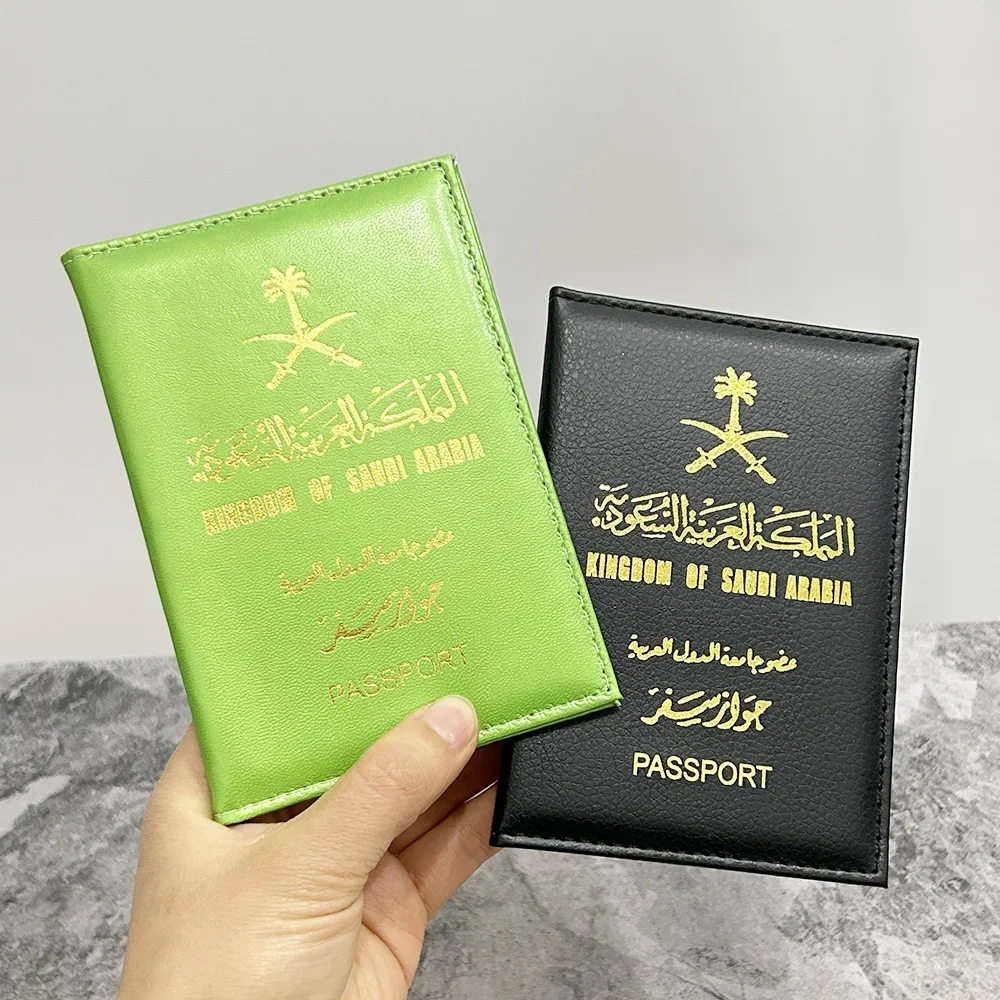 المملكة العربية السعودية
KINGDOM OF SAUDI ARABIA
عضو جامعة الدول العربية
جواز سفر
PASSPORT
المملكة العربية السعودية
KINGDOM OF SAUDI ARABIA
عضو جامعة الدول العربية
جواز سفر
PASSPORT